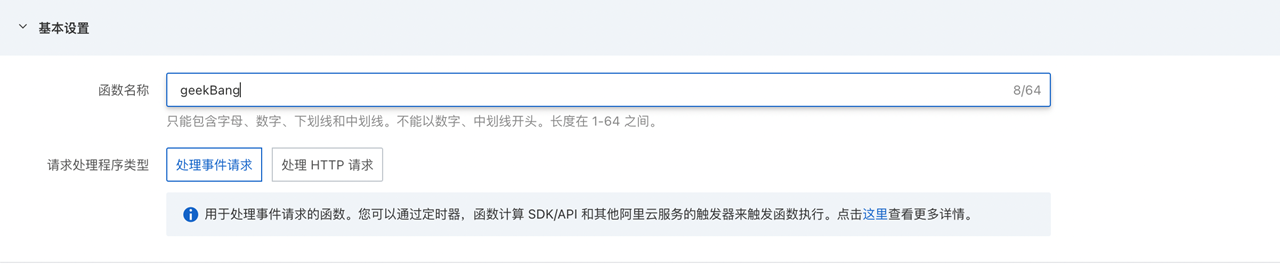 基本设置
函数名称
geekBang
8/64
只能包含字母、数字、下划线和中划线。不能以数字、中划线开头。长度在 1-64 之间。
请求处理程序类型
处理事件请求
处理 HTTP 请求
用于处理事件请求的函数。您可以通过定时器，函数计算 SDK/API 和其他阿里云服务的触发器来触发函数执行。点击这里查看更多详情。